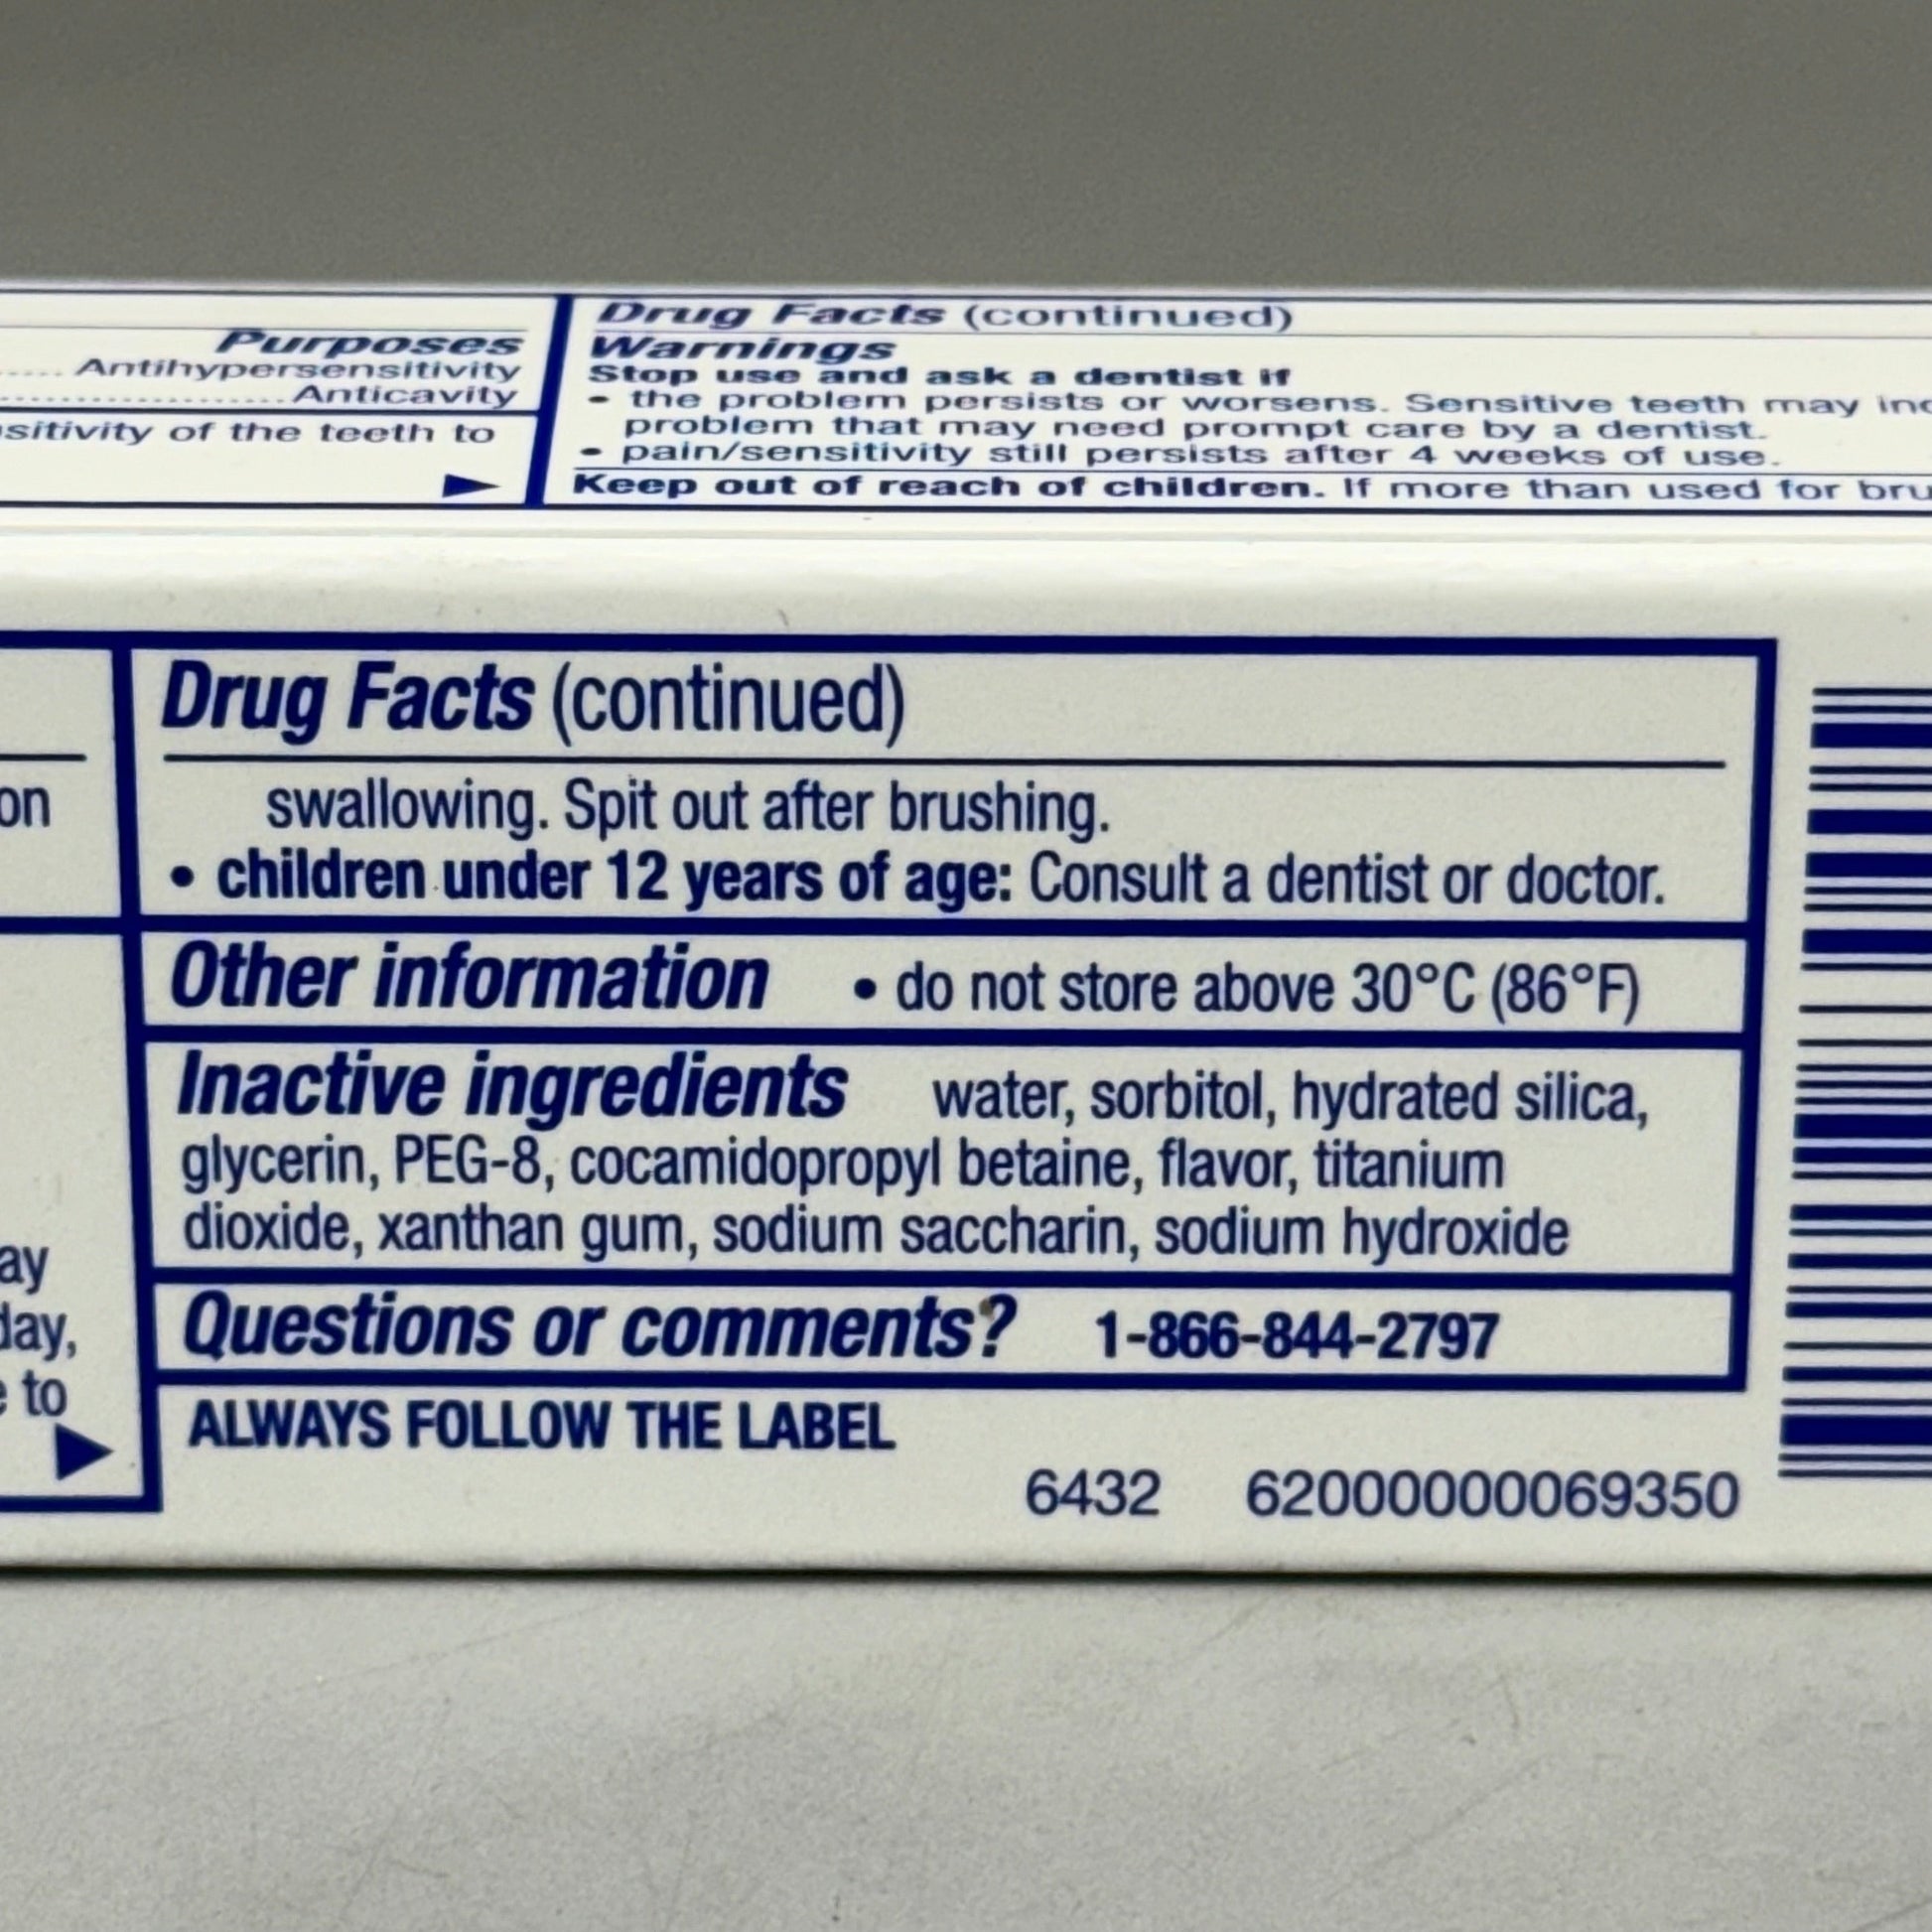 Purposes
Antihypersensitivity
Anticavity
sitivity of the teeth to
Drug Facts (continued)
Warnings
Stop use and ask a dentist if
• the problem persists or worsens. Sensitive teeth may
problem that may need prompt care by a dentist.
• pain/sensitivity still persists after 4 weeks of use.
Keep out of reach of children. If more than used for
on
ay
day,
to
Drug Facts (continued)
swallowing. Spit out after brushing.
• children under 12 years of age: Consult a dentist or doctor.
Other information • do not store above 30°C (86°F)
Inactive ingredients water, sorbitol, hydrated silica,
glycerin, PEG-8, cocamidopropyl betaine, flavor, titanium
dioxide, xanthan gum, sodium saccharin, sodium hydroxide
Questions or comments? 1-866-844-2797
ALWAYS FOLLOW THE LABEL
6432 62000000069350